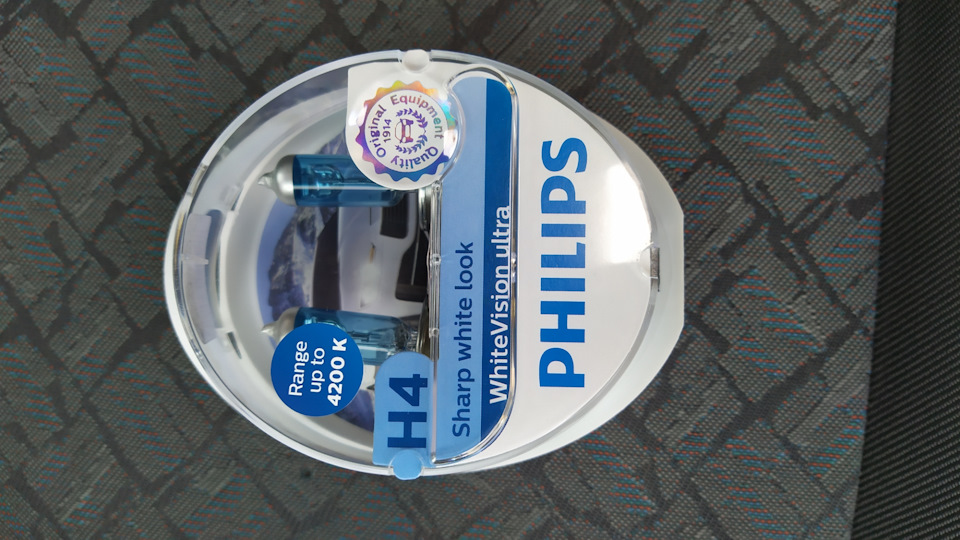 PHILIPS
WhiteVision ultra
Sharp white look
H4
Range
up to
4200 K
Original Equipment
Quality
1914